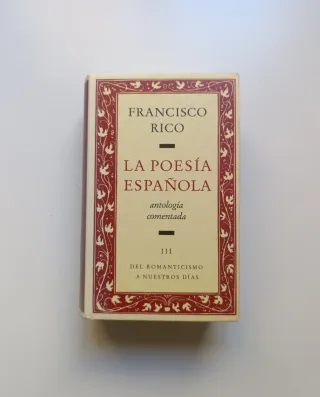 FRANCISCO
RICO
LA POESÍA
ESPAÑOLA
antología
comentada
III
DEL ROMANTICISMO
A NUESTROS DÍAS